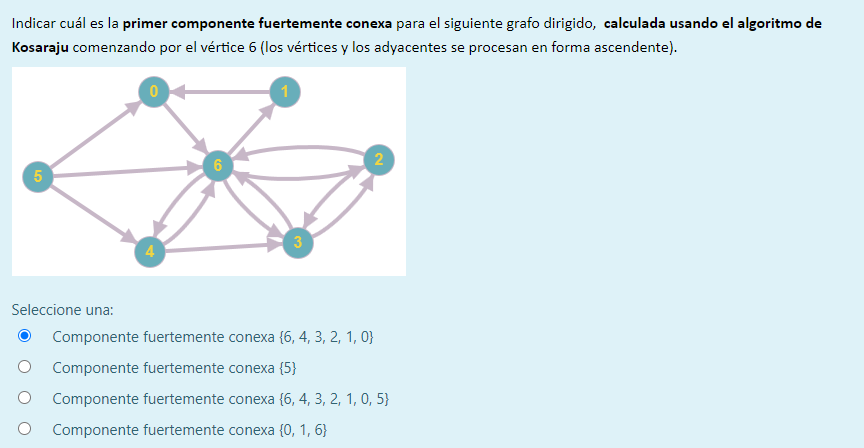 Indicar cuál es la primer componente fuertemente conexa para el siguiente grafo dirigido, calculada usando el algoritmo de
Kosaraju comenzando por el vértice 6 (los vértices y los adyacentes se procesan en forma ascendente).
0
1
2
6
5
3
4
Seleccione una:
Componente fuertemente conexa {6, 4, 3, 2, 1, 0}
Componente fuertemente conexa {5}
Componente fuertemente conexa {6, 4, 3, 2, 1, 0, 5}
Componente fuertemente conexa {0, 1, 6}